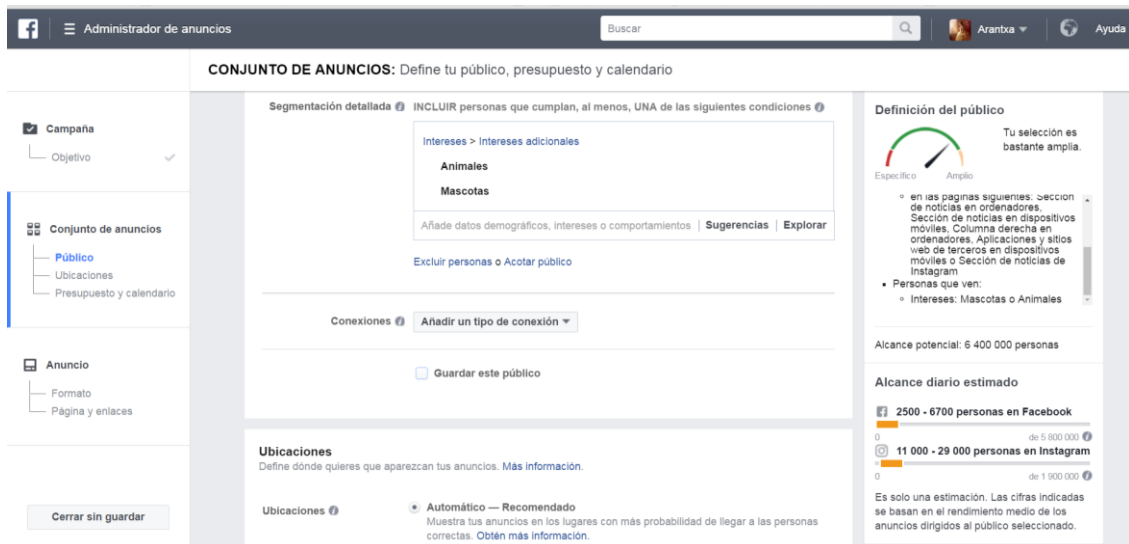 Administrador de anuncios
Buscar
Arantxa
Ayuda
CONJUNTO DE ANUNCIOS: Define tu público, presupuesto y calendario
Campaña
Objetivo
Conjunto de anuncios
Público
Ubicaciones
Presupuesto y calendario
Anuncio
Formato
Página y enlaces
Cerrar sin guardar
Segmentación detallada INCLUIR personas que cumplan, al menos, UNA de las siguientes condiciones
Intereses > Intereses adicionales
Animales
Mascotas
Añade datos demográficos, intereses o comportamientos | Sugerencias | Explorar
Excluir personas o Acotar público
Conexiones Añadir un tipo de conexión
Guardar este público
Ubicaciones
Define dónde quieres que aparezcan tus anuncios. Más información.
Ubicaciones Automático — Recomendado
Muestra tus anuncios en los lugares con más probabilidad de llegar a las personas
correctas. Obtén más información.
Definición del público
Tu selección es
bastante amplia.
Específico Amplio
en las páginas siguientes: Sección
de noticias en ordenadores,
Sección de noticias en dispositivos
móviles, Columna derecha en
ordenadores, Aplicaciones y sitios
web de terceros en dispositivos
móviles o Sección de noticias de
Instagram
Personas que ven:
Intereses: Mascotas o Animales
Alcance potencial: 6 400 000 personas
Alcance diario estimado
2500 - 6700 personas en Facebook
0 de 5 800 000
11 000 - 29 000 personas en Instagram
0 de 1 900 000
Es solo una estimación. Las cifras indicadas
se basan en el rendimiento medio de los
anuncios dirigidos al público seleccionado.